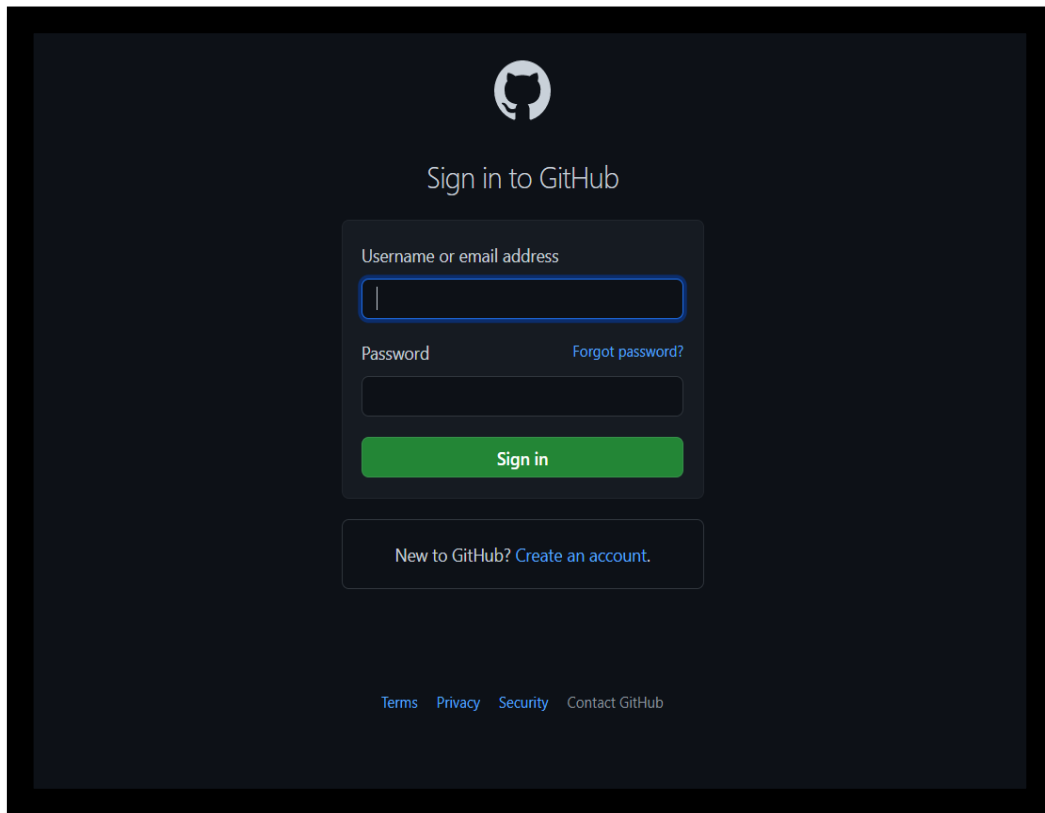 Sign in to GitHub
Username or email address
Password Forgot password?
Sign in
New to GitHub? Create an account.
Terms Privacy Security Contact GitHub